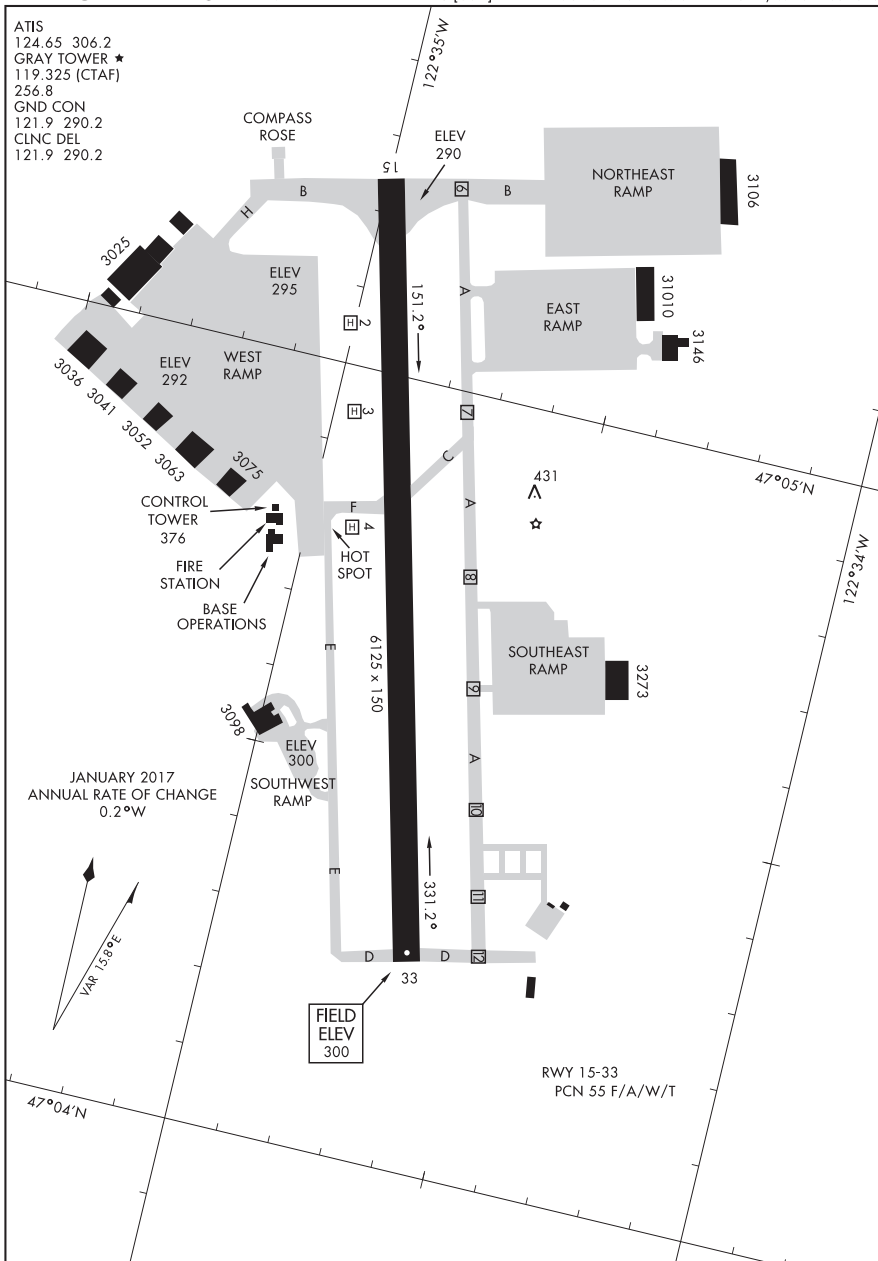 ATIS
124.65 306.2
GRAY TOWER ★
119.325 (CTAF)
256.8
GND CON
121.9 290.2
CLNC DEL
121.9 290.2
122°35'W
COMPASS
ROSE
ELEV
290
15
B
6
B
NORTHEAST
RAMP
3106
H
3025
ELEV
295
A
151.2°
EAST
RAMP
31010
3146
H 2
WEST
RAMP
ELEV
292
3036
3041
3052
3063
3075
H 3
7
C
47°05'N
431
A
CONTROL
TOWER
376
F
H 4
HOT
SPOT
FIRE
STATION
BASE
OPERATIONS
8
122°34'W
E
6125 x 150
SOUTHEAST
RAMP
3273
9
3098
ELEV
300
SOUTHWEST
RAMP
A
JANUARY 2017
ANNUAL RATE OF CHANGE
0.2°W
10
VAR 15.8°E
E
331.2°
11
D
D
12
33
FIELD
ELEV
300
RWY 15-33
PCN 55 F/A/W/T
47°04'N